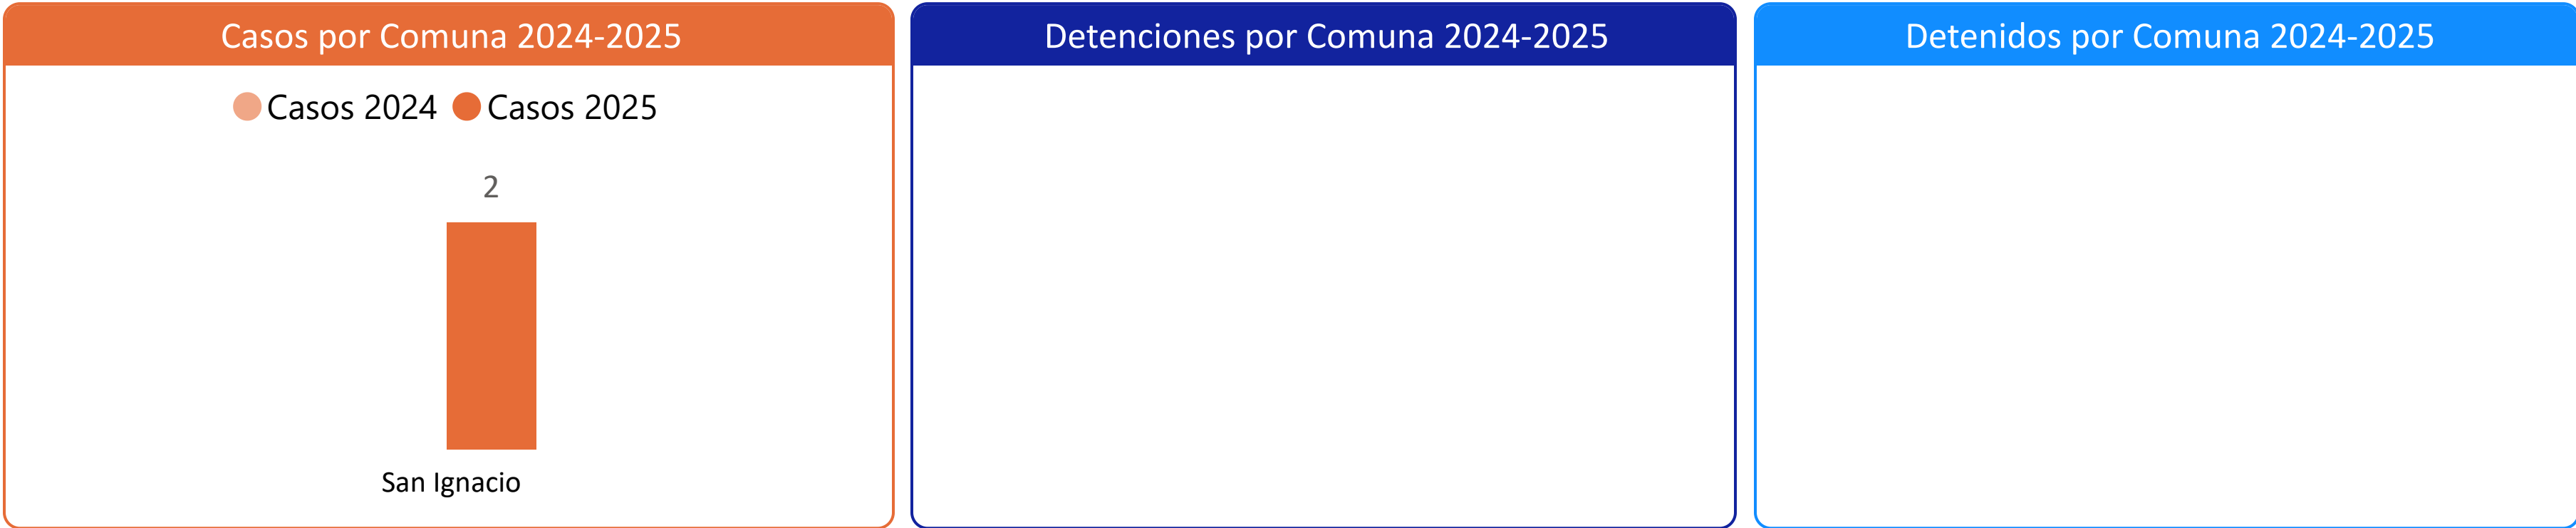 Casos por Comuna 2024-2025
Casos 2024 Casos 2025
2
San Ignacio
Detenciones por Comuna 2024-2025
Detenidos por Comuna 2024-2025